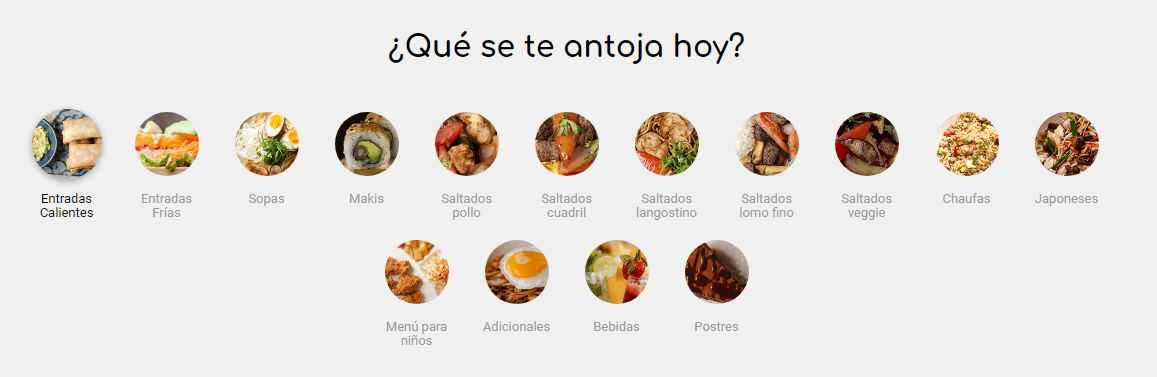 ¿Qué se te antoja hoy?
Entradas
Calientes
Entradas
Frías
Sopas
Makis
Saltados
pollo
Saltados
cuadril
Saltados
langostino
Saltados
lomo fino
Saltados
veggie
Chaufas
Japoneses
Menú para
niños
Adicionales
Bebidas
Postres